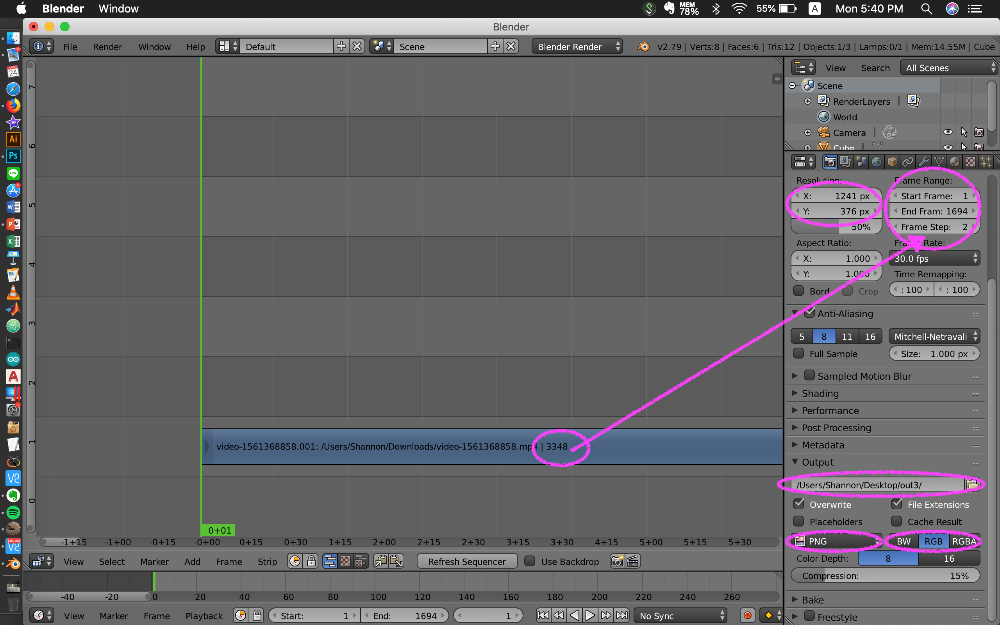 Blender Window MEM 78% 55% A Mon 5:40 PM
Blender
File Render Window Help Default Scene Blender Render v2.79 | Verts:8 | Faces:6 | Tris:12 | Objects:1/3 | Lamps:0/1 | Mem:14.55M | Cube
View Search All Scenes
Scene
RenderLayers
World
Camera
Cube
Resolution: Frame Range:
X: 1241 px Start Frame: 1
Y: 376 px End Fram: 1694
50% Frame Step: 2
Aspect Ratio: Frame Rate:
X: 1.000 30.0 fps
Y: 1.000 Time Remapping:
Bord Crop : 100 : 100
Anti-Aliasing
5 8 11 16 Mitchell-Netravali
Full Sample Size: 1.000 px
Sampled Motion Blur
Shading
Performance
Post Processing
Metadata
Output
/Users/Shannon/Desktop/out3/
Overwrite File Extensions
Placeholders Cache Result
PNG BW RGB RGBA
Color Depth: 8 16
Compression: 15%
Bake
Freestyle
7
6
5
4
3
2
1
0
video-1561368858.001: /Users/Shannon/Downloads/video-1561368858.mp4 | 3348
0+01
-1+15 -1+00 -0+15 -0+00 0+15 0+30 1+15 2+00 2+15 2+30 3+15 3+30 4+15 5+00 5+15 5+30
View Select Marker Add Frame Strip Refresh Sequencer Use Backdrop
-40 -20 0 20 40 60 80 100 120 140 160 180 200 220 240 260
View Marker Frame Playback Start: 1 End: 1694 1 No Sync
JUN
24
Ai
Ps
LINE
W
P
X
A